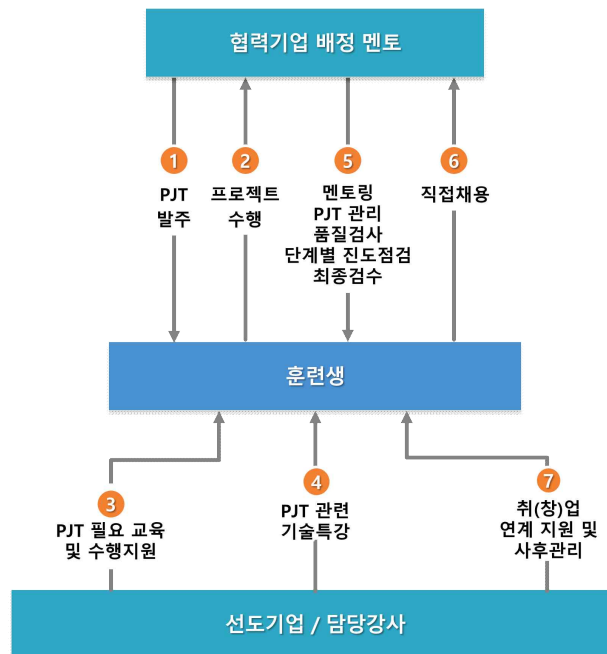 협력기업 배정 멘토
1
PJT
발주
2
프로젝트
수행
5
멘토링
PJT 관리
품질검사
단계별 진도점검
최종검수
6
직접채용
훈련생
3
PJT 필요 교육
및 수행지원
4
PJT 관련
기술특강
7
취(창)업
연계 지원 및
사후관리
선도기업 / 담당강사